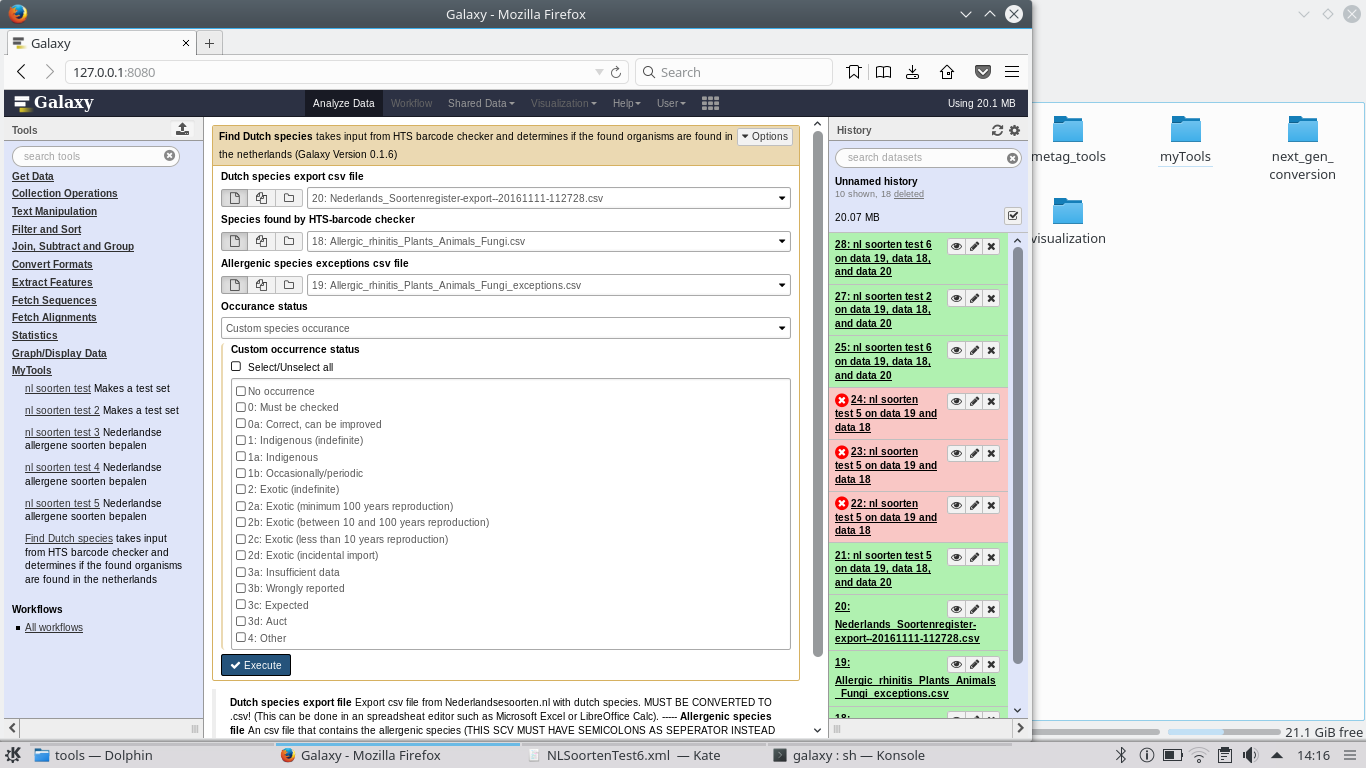 Galaxy - Mozilla Firefox
Galaxy
127.0.0.1:8080
Search
Galaxy
Analyze Data
Workflow
Shared Data
Visualization
Help
User
Using 20.1 MB
Tools
search tools
Get Data
Collection Operations
Text Manipulation
Filter and Sort
Join, Subtract and Group
Convert Formats
Extract Features
Fetch Sequences
Fetch Alignments
Statistics
Graph/Display Data
MyTools
nl soorten test Makes a test set
nl soorten test 2 Makes a test set
nl soorten test 3 Nederlandse
allergene soorten bepalen
nl soorten test 4 Nederlandse
allergene soorten bepalen
nl soorten test 5 Nederlandse
allergene soorten bepalen
Find Dutch species takes input
from HTS barcode checker and
determines if the found organisms
are found in the netherlands
Workflows
All workflows
Find Dutch species takes input from HTS barcode checker and determines if the found organisms are found in
the netherlands (Galaxy Version 0.1.6)
Options
Dutch species export csv file
20: Nederlands_Soortenregister-export--20161111-112728.csv
Species found by HTS-barcode checker
18: Allergic_rhinitis_Plants_Animals_Fungi.csv
Allergenic species exceptions csv file
19: Allergic_rhinitis_Plants_Animals_Fungi_exceptions.csv
Occurance status
Custom species occurance
Custom occurrence status
Select/Unselect all
No occurrence
0: Must be checked
0a: Correct, can be improved
1: Indigenous (indefinite)
1a: Indigenous
1b: Occasionally/periodic
2: Exotic (indefinite)
2a: Exotic (minimum 100 years reproduction)
2b: Exotic (between 10 and 100 years reproduction)
2c: Exotic (less than 10 years reproduction)
2d: Exotic (incidental import)
3a: Insufficient data
3b: Wrongly reported
3c: Expected
3d: Auct
4: Other
Execute
Dutch species export file Export csv file from Nederlandsesoorten.nl with dutch species. MUST BE CONVERTED TO
.csv! (This can be done in an spreadsheat editor such as Microsoft Excel or LibreOffice Calc). ----- Allergenic species
file An csv file that contains the allergenic species (THIS SCV MUST HAVE SEMICOLONS AS SEPERATOR INSTEAD
History
search datasets
Unnamed history
10 shown, 18 deleted
20.07 MB
28: nl soorten test 6
on data 19, data 18,
and data 20
27: nl soorten test 2
on data 19, data 18,
and data 20
25: nl soorten test 6
on data 19, data 18,
and data 20
24: nl soorten
test 5 on data 19 and
data 18
23: nl soorten
test 5 on data 19 and
data 18
22: nl soorten
test 5 on data 19 and
data 18
21: nl soorten test 5
on data 19, data 18,
and data 20
20:
Nederlands_Soortenregister-
export--20161111-112728.csv
19:
Allergic_rhinitis_Plants_Animals
_Fungi_exceptions.csv
18:
metag_tools
myTools
next_gen_
conversion
visualization
21.1 GiB free
tools — Dolphin
Galaxy - Mozilla Firefox
NLSoortenTest6.xml — Kate
galaxy : sh — Konsole
14:16